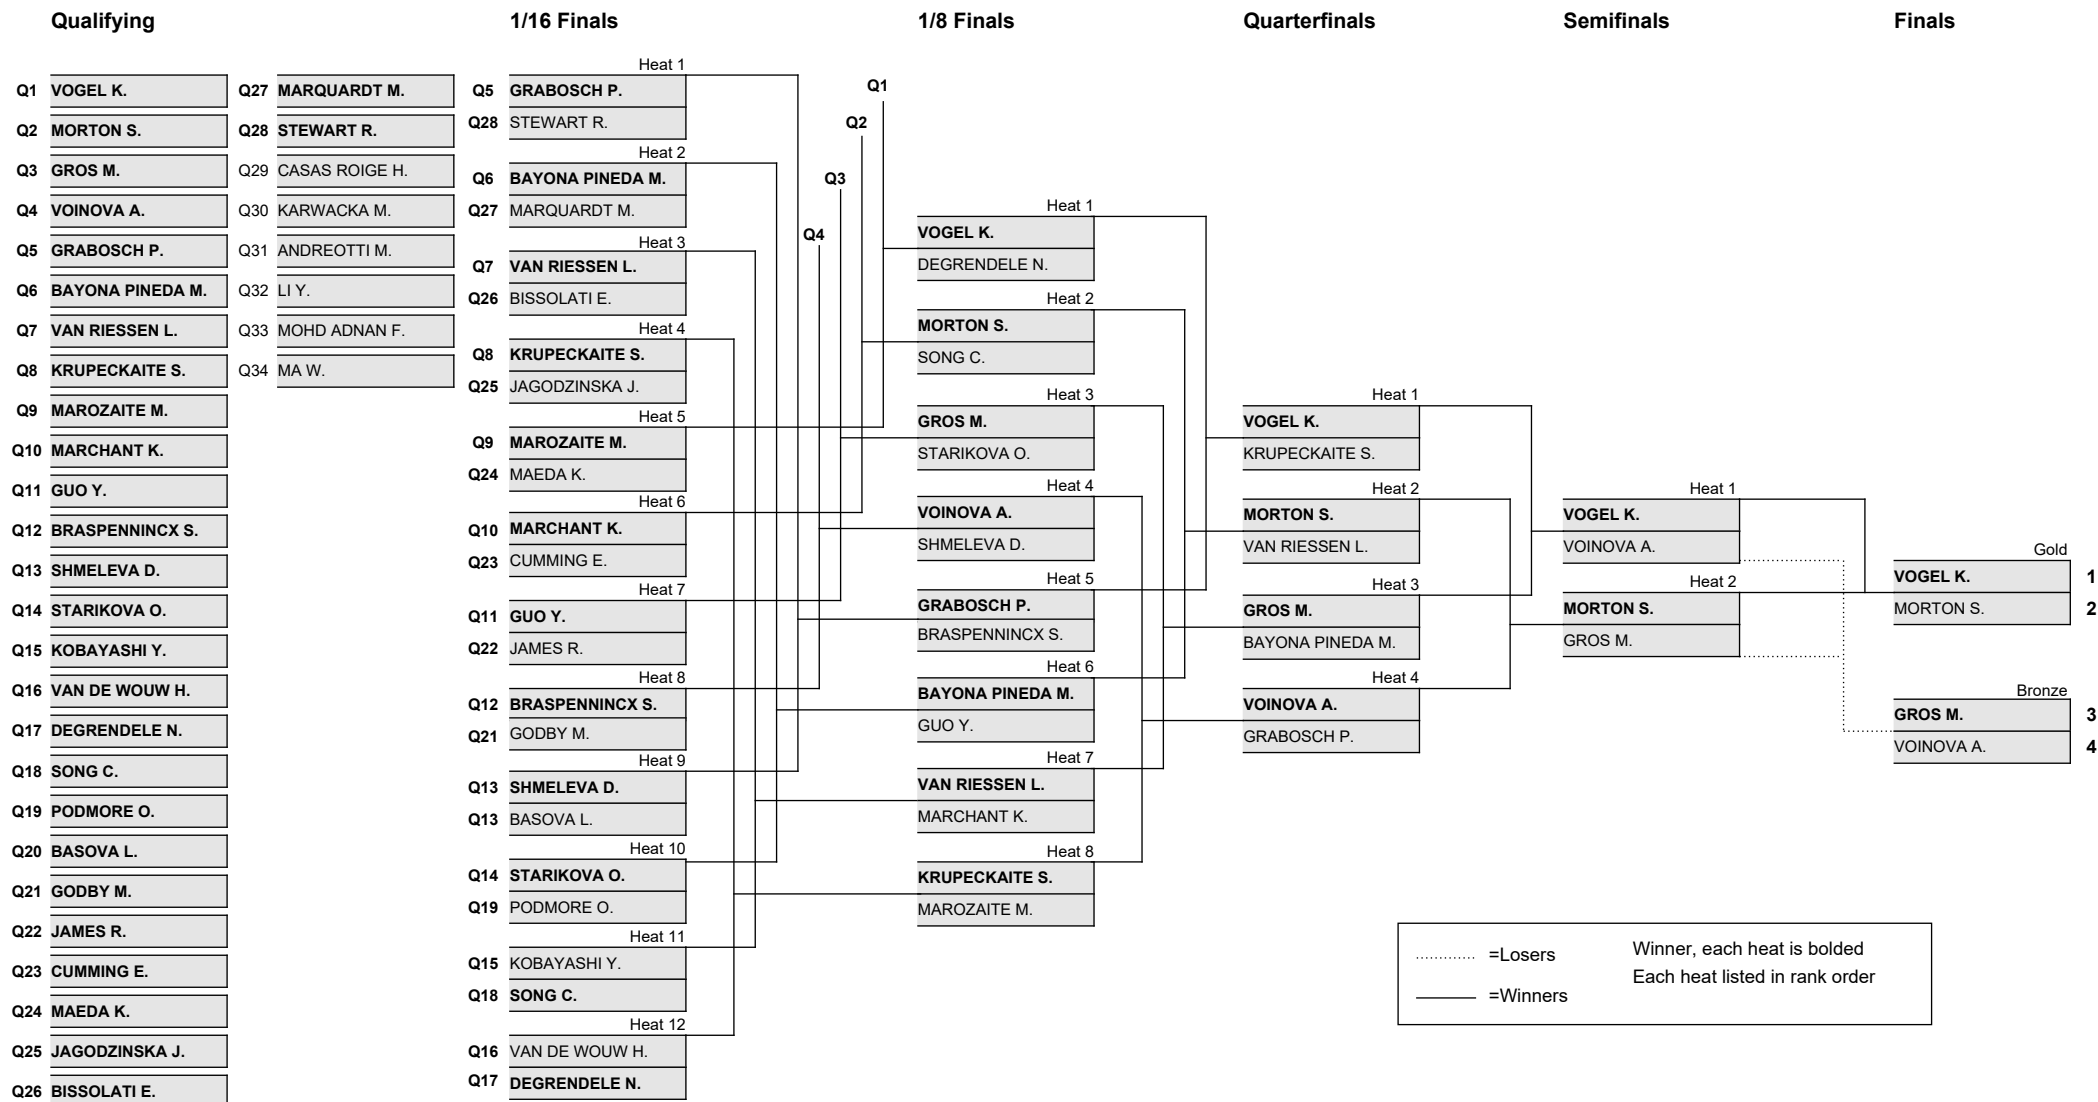 Qualifying
1/16 Finals
1/8 Finals
Quarterfinals
Semifinals
Finals
Q1 VOGEL K.
Q2 MORTON S.
Q3 GROS M.
Q4 VOINOVA A.
Q5 GRABOSCH P.
Q6 BAYONA PINEDA M.
Q7 VAN RIESSEN L.
Q8 KRUPECKAITE S.
Q9 MAROZAITE M.
Q10 MARCHANT K.
Q11 GUO Y.
Q12 BRASPENNINCX S.
Q13 SHMELEVA D.
Q14 STARIKOVA O.
Q15 KOBAYASHI Y.
Q16 VAN DE WOUW H.
Q17 DEGRENDELE N.
Q18 SONG C.
Q19 PODMORE O.
Q20 BASOVA L.
Q21 GODBY M.
Q22 JAMES R.
Q23 CUMMING E.
Q24 MAEDA K.
Q25 JAGODZINSKA J.
Q26 BISSOLATI E.
Q27 MARQUARDT M.
Q28 STEWART R.
Q29 CASAS ROIGE H.
Q30 KARWACKA M.
Q31 ANDREOTTI M.
Q32 LI Y.
Q33 MOHD ADNAN F.
Q34 MA W.
Heat 1
Q5 GRABOSCH P.
Q28 STEWART R.
Heat 2
Q6 BAYONA PINEDA M.
Q27 MARQUARDT M.
Heat 3
Q7 VAN RIESSEN L.
Q26 BISSOLATI E.
Heat 4
Q8 KRUPECKAITE S.
Q25 JAGODZINSKA J.
Heat 5
Q9 MAROZAITE M.
Q24 MAEDA K.
Heat 6
Q10 MARCHANT K.
Q23 CUMMING E.
Heat 7
Q11 GUO Y.
Q22 JAMES R.
Heat 8
Q12 BRASPENNINCX S.
Q21 GODBY M.
Heat 9
Q13 SHMELEVA D.
Q13 BASOVA L.
Heat 10
Q14 STARIKOVA O.
Q19 PODMORE O.
Heat 11
Q15 KOBAYASHI Y.
Q18 SONG C.
Heat 12
Q16 VAN DE WOUW H.
Q17 DEGRENDELE N.
Q1
Q2
Q3
Q4
Heat 1
VOGEL K.
DEGRENDELE N.
Heat 2
MORTON S.
SONG C.
Heat 3
GROS M.
STARIKOVA O.
Heat 4
VOINOVA A.
SHMELEVA D.
Heat 5
GRABOSCH P.
BRASPENNINCX S.
Heat 6
BAYONA PINEDA M.
GUO Y.
Heat 7
VAN RIESSEN L.
MARCHANT K.
Heat 8
KRUPECKAITE S.
MAROZAITE M.
Heat 1
VOGEL K.
KRUPECKAITE S.
Heat 2
MORTON S.
VAN RIESSEN L.
Heat 3
GROS M.
BAYONA PINEDA M.
Heat 4
VOINOVA A.
GRABOSCH P.
Heat 1
VOGEL K.
VOINOVA A.
Heat 2
MORTON S.
GROS M.
Gold
VOGEL K. 1
MORTON S. 2
Bronze
GROS M. 3
VOINOVA A. 4
=Losers
=Winners
Winner, each heat is bolded
Each heat listed in rank order